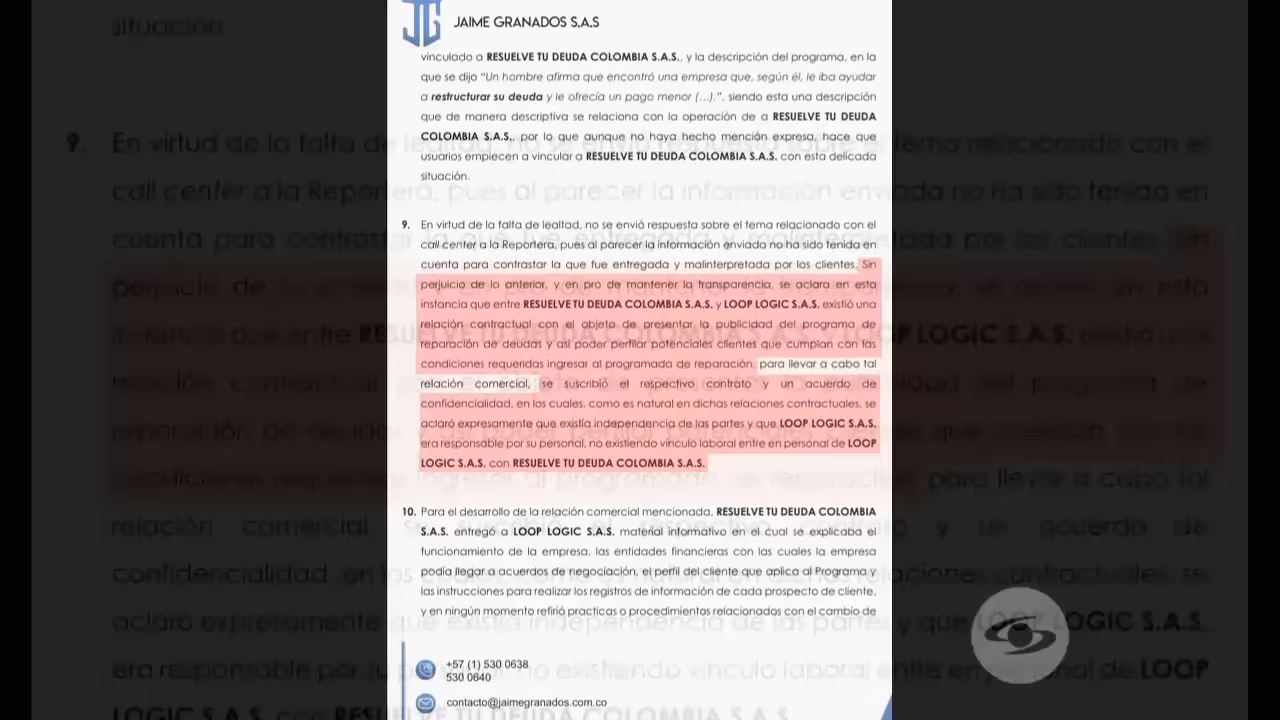 JAIME GRANADOS S.A.S
vinculado a RESUELVE TU DEUDA COLOMBIA S.A.S., y la descripción del programa, en la
que se dijo "Un hombre afirma que encontró una empresa que, según él, le iba ayudar
a restructurar su deuda y le ofrecía un pago menor (...).", siendo esta una descripción
que de manera descriptiva se relaciona con la operación de a RESUELVE TU DEUDA
COLOMBIA S.A.S., por lo que aunque no haya hecho mención expresa, hace que
usuarios empiecen a vincular a RESUELVE TU DEUDA COLOMBIA S.A.S. con esta delicada
situación.
9. En virtud de la falta de lealtad, no se envió respuesta sobre el tema relacionado con el
call center a la Reportera, pues al parecer la información enviada no ha sido tenida en
cuenta para contrastar la que fue entregada y malinterpretada por los clientes. Sin
perjuicio de lo anterior, y en pro de mantener la transparencia, se aclara en esta
instancia que entre RESUELVE TU DEUDA COLOMBIA S.A.S. y LOOP LOGIC S.A.S. existió una
relación contractual con el objeto de presentar la publicidad del programa de
reparación de deudas y así poder perfilar potenciales clientes que cumplan con las
condiciones requeridas ingresar al programada de reparación, para llevar a cabo tal
relación comercial, se suscribió el respectivo contrato y un acuerdo de
confidencialidad, en los cuales, como es natural en dichas relaciones contractuales, se
aclaró expresamente que existía independencia de las partes y que LOOP LOGIC S.A.S.
era responsable por su personal, no existiendo vínculo laboral entre en personal de LOOP
LOGIC S.A.S. con RESUELVE TU DEUDA COLOMBIA S.A.S.
10. Para el desarrollo de la relación comercial mencionada, RESUELVE TU DEUDA COLOMBIA
S.A.S. entregó a LOOP LOGIC S.A.S. material informativo en el cual se explicaba el
funcionamiento de la empresa, las entidades financieras con las cuales la empresa
podía llegar a acuerdos de negociación, el perfil del cliente que aplica al Programa y
las instrucciones para realizar los registros de información de cada prospecto de cliente,
y en ningún momento refirió practicas o procedimientos relacionados con el cambio de
+57 (1) 530 0638
530 0640
contacto@jaimegranados.com.co